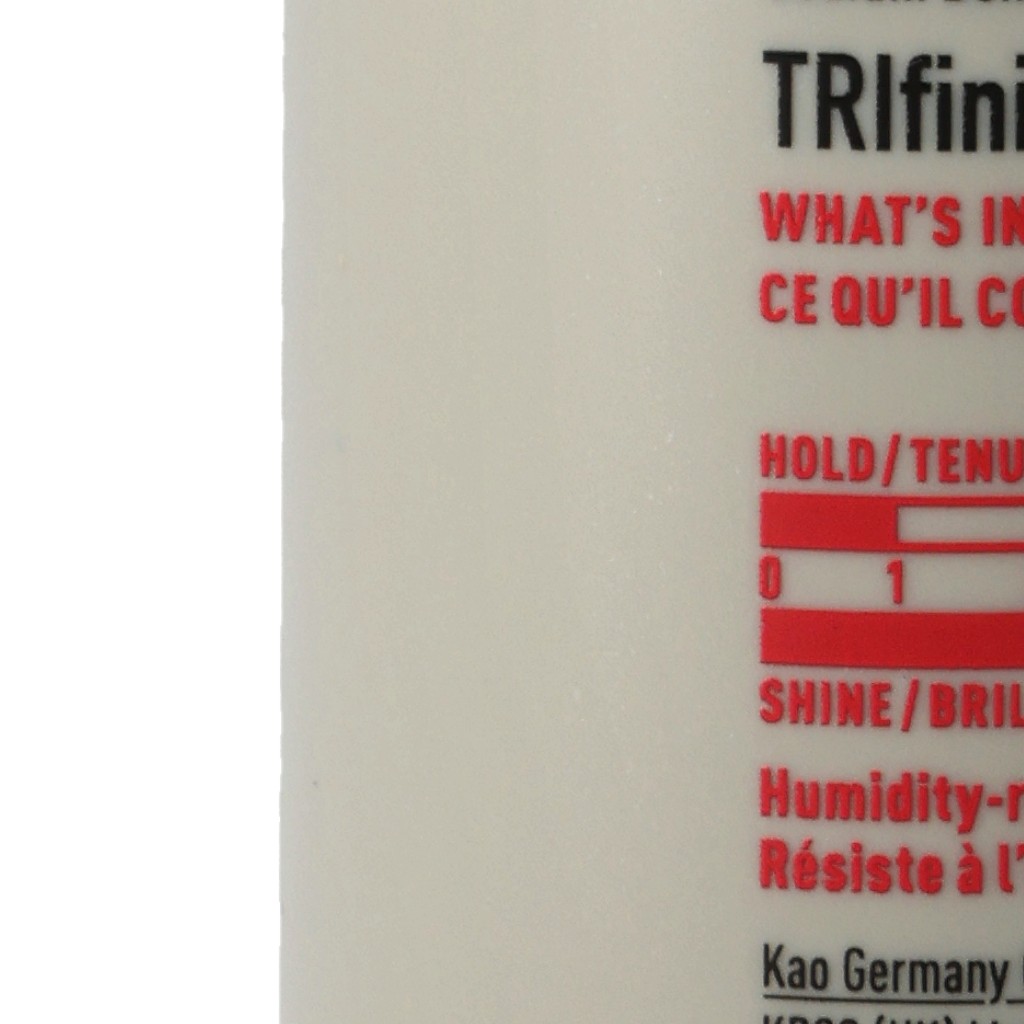 TRIfini
WHAT'S IN
CE QU'IL CO
HOLD/TENU
0 1
SHINE/BRIL
Humidity-r
Résiste à l'
Kao Germany